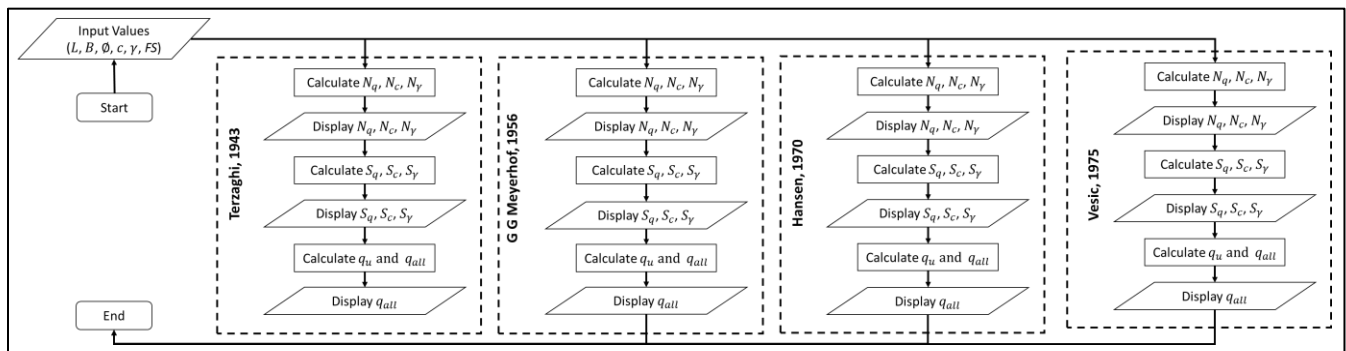 Input Values
(L, B, Ø, c, γ, FS)
Start
End
Terzaghi, 1943
Calculate N_q, N_c, N_γ
Display N_q, N_c, N_γ
Calculate S_q, S_c, S_γ
Display S_q, S_c, S_γ
Calculate q_u and q_all
Display q_all
G G Meyerhof, 1956
Calculate N_q, N_c, N_γ
Display N_q, N_c, N_γ
Calculate S_q, S_c, S_γ
Display S_q, S_c, S_γ
Calculate q_u and q_all
Display q_all
Hansen, 1970
Calculate N_q, N_c, N_γ
Display N_q, N_c, N_γ
Calculate S_q, S_c, S_γ
Display S_q, S_c, S_γ
Calculate q_u and q_all
Display q_all
Vesic, 1975
Calculate N_q, N_c, N_γ
Display N_q, N_c, N_γ
Calculate S_q, S_c, S_γ
Display S_q, S_c, S_γ
Calculate q_u and q_all
Display q_all